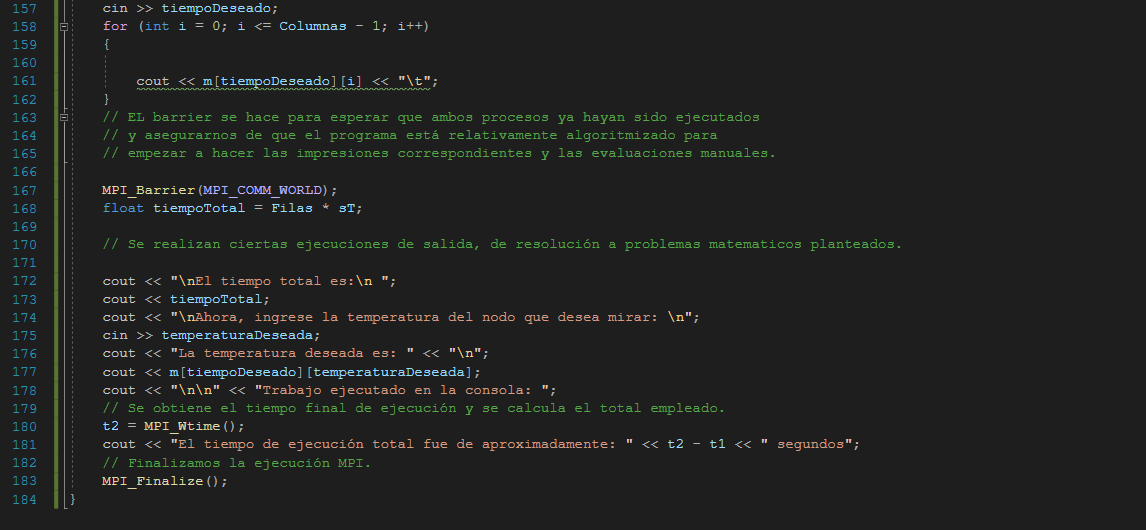 157 cin >> tiempoDeseado;
158 for (int i = 0; i <= Columnas - 1; i++)
159 {
160
161 cout << m[tiempoDeseado][i] << "\t";
162 }
163 // EL barrier se hace para esperar que ambos procesos ya hayan sido ejecutados
164 // y asegurarnos de que el programa está relativamente algoritmizado para
165 // empezar a hacer las impresiones correspondientes y las evaluaciones manuales.
166
167 MPI_Barrier(MPI_COMM_WORLD);
168 float tiempoTotal = Filas * sT;
169
170 // Se realizan ciertas ejecuciones de salida, de resolución a problemas matematicos planteados.
171
172 cout << "\nEl tiempo total es:\n ";
173 cout << tiempoTotal;
174 cout << "\nAhora, ingrese la temperatura del nodo que desea mirar: \n";
175 cin >> temperaturaDeseada;
176 cout << "La temperatura deseada es: " << "\n";
177 cout << m[tiempoDeseado][temperaturaDeseada];
178 cout << "\n\n" << "Trabajo ejecutado en la consola: ";
179 // Se obtiene el tiempo final de ejecución y se calcula el total empleado.
180 t2 = MPI_Wtime();
181 cout << "El tiempo de ejecución total fue de aproximadamente: " << t2 - t1 << " segundos";
182 // Finalizamos la ejecución MPI.
183 MPI_Finalize();
184 }